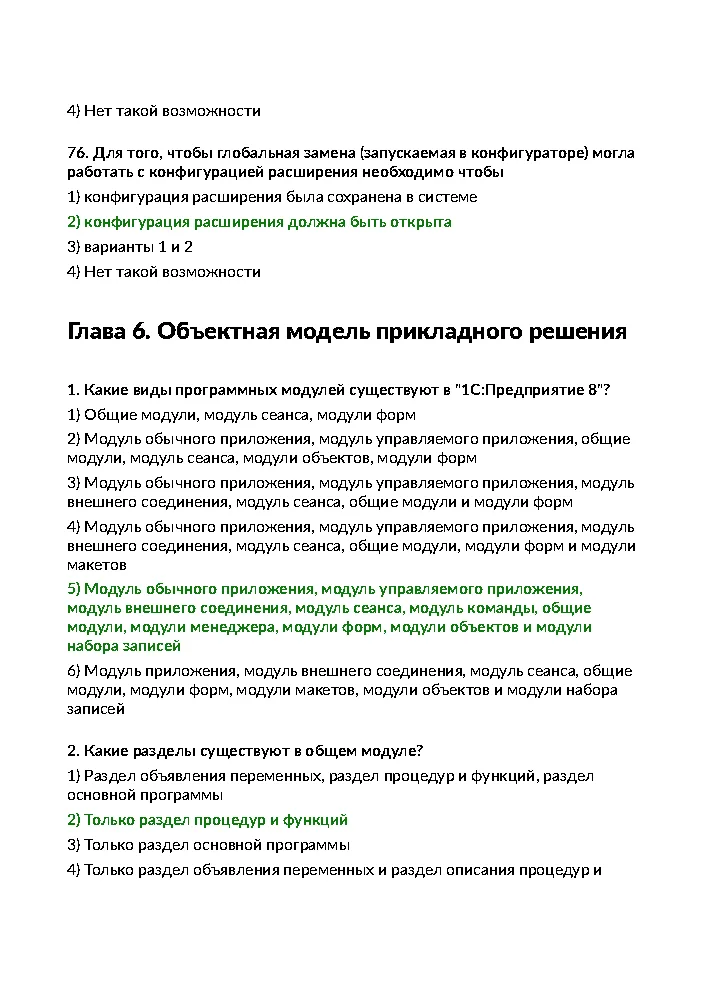 4) Нет такой возможности
76. Для того, чтобы глобальная замена (запускаемая в конфигураторе) могла
работать с конфигурацией расширения необходимо чтобы
1) конфигурация расширения была сохранена в системе
2) конфигурация расширения должна быть открыта
3) варианты 1 и 2
4) Нет такой возможности
Глава 6. Объектная модель прикладного решения
1. Какие виды программных модулей существуют в "1С:Предприятие 8"?
1) Общие модули, модуль сеанса, модули форм
2) Модуль обычного приложения, модуль управляемого приложения, общие
модули, модуль сеанса, модули объектов, модули форм
3) Модуль обычного приложения, модуль управляемого приложения, модуль
внешнего соединения, модуль сеанса, общие модули и модули форм
4) Модуль обычного приложения, модуль управляемого приложения, модуль
внешнего соединения, модуль сеанса, общие модули, модули форм и модули
макетов
5) Модуль обычного приложения, модуль управляемого приложения,
модуль внешнего соединения, модуль сеанса, модуль команды, общие
модули, модули менеджера, модули форм, модули объектов и модули
набора записей
6) Модуль приложения, модуль внешнего соединения, модуль сеанса, общие
модули, модули форм, модули макетов, модули объектов и модули набора
записей
2. Какие разделы существуют в общем модуле?
1) Раздел объявления переменных, раздел процедур и функций, раздел
основной программы
2) Только раздел процедур и функций
3) Только раздел основной программы
4) Только раздел объявления переменных и раздел описания процедур и